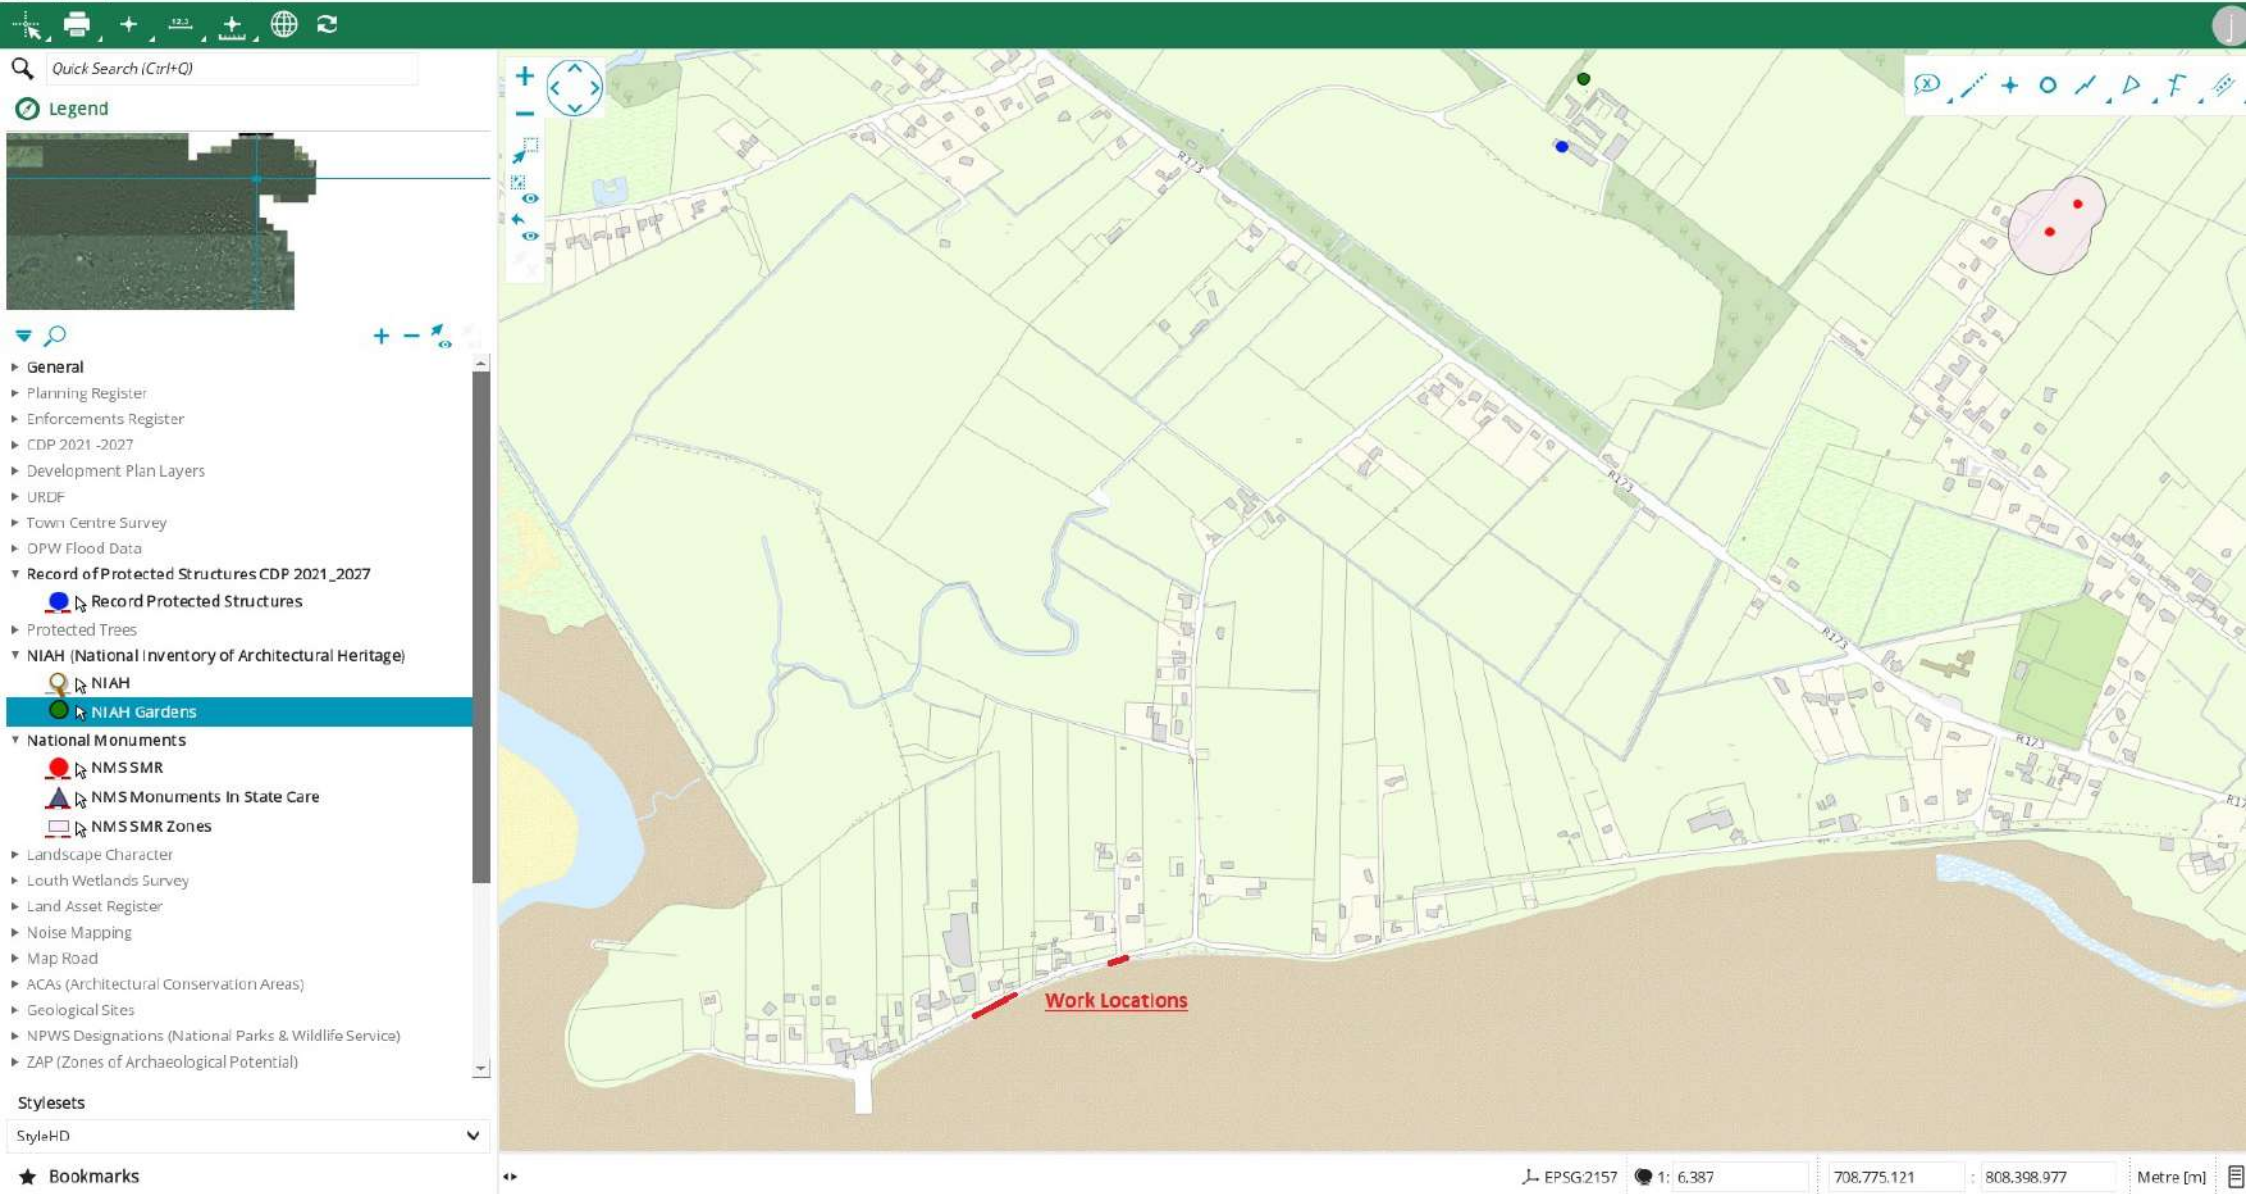 12.3
J
Quick Search (Ctrl+Q)
Legend
General
Planning Register
Enforcements Register
CDP 2021 -2027
Development Plan Layers
URDF
Town Centre Survey
OPW Flood Data
Record of Protected Structures CDP 2021_2027
Record Protected Structures
Protected Trees
NIAH (National Inventory of Architectural Heritage)
NIAH
NIAH Gardens
National Monuments
NMS SMR
NMS Monuments In State Care
NMS SMR Zones
Landscape Character
Louth Wetlands Survey
Land Asset Register
Noise Mapping
Map Road
ACAs (Architectural Conservation Areas)
Geological Sites
NPWS Designations (National Parks & Wildlife Service)
ZAP (Zones of Archaeological Potential)
Stylesets
StyleHD
Bookmarks
R173
R173
R173
R173
R17
Work Locations
EPSG:2157 1: 6.387 708.775.121 : 808.398.977 Metre [m]